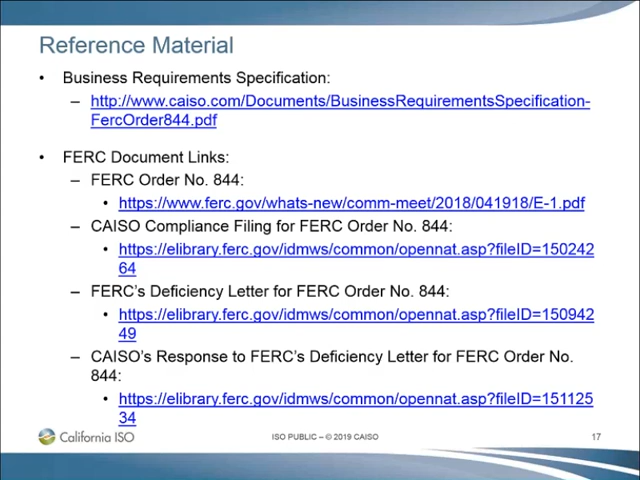 Reference Material
• Business Requirements Specification:
– http://www.caiso.com/Documents/BusinessRequirementsSpecification-
FercOrder844.pdf
• FERC Document Links:
– FERC Order No. 844:
• https://www.ferc.gov/whats-new/comm-meet/2018/041918/E-1.pdf
– CAISO Compliance Filing for FERC Order No. 844:
• https://elibrary.ferc.gov/idmws/common/opennat.asp?fileID=150242
64
– FERC's Deficiency Letter for FERC Order No. 844:
• https://elibrary.ferc.gov/idmws/common/opennat.asp?fileID=150942
49
– CAISO's Response to FERC's Deficiency Letter for FERC Order No.
844:
• https://elibrary.ferc.gov/idmws/common/opennat.asp?fileID=151125
34
California ISO
ISO PUBLIC – © 2019 CAISO
17